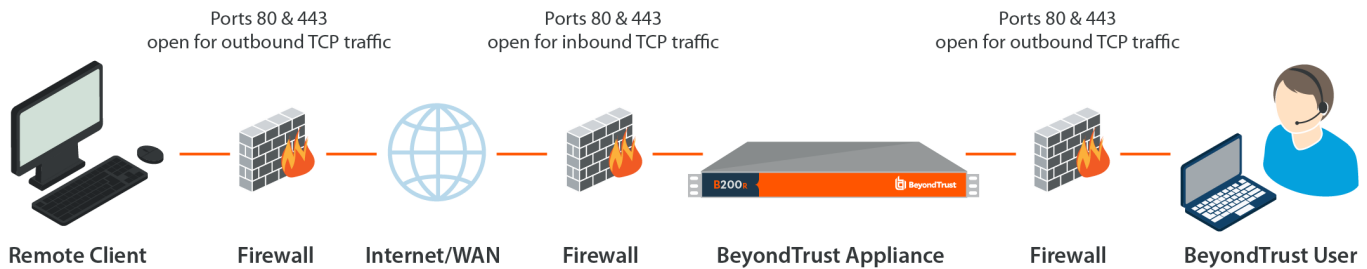 Ports 80 & 443
open for outbound TCP traffic
Ports 80 & 443
open for inbound TCP traffic
Ports 80 & 443
open for outbound TCP traffic
B200R
BeyondTrust
Remote Client
Firewall
Internet/WAN
Firewall
BeyondTrust Appliance
Firewall
BeyondTrust User